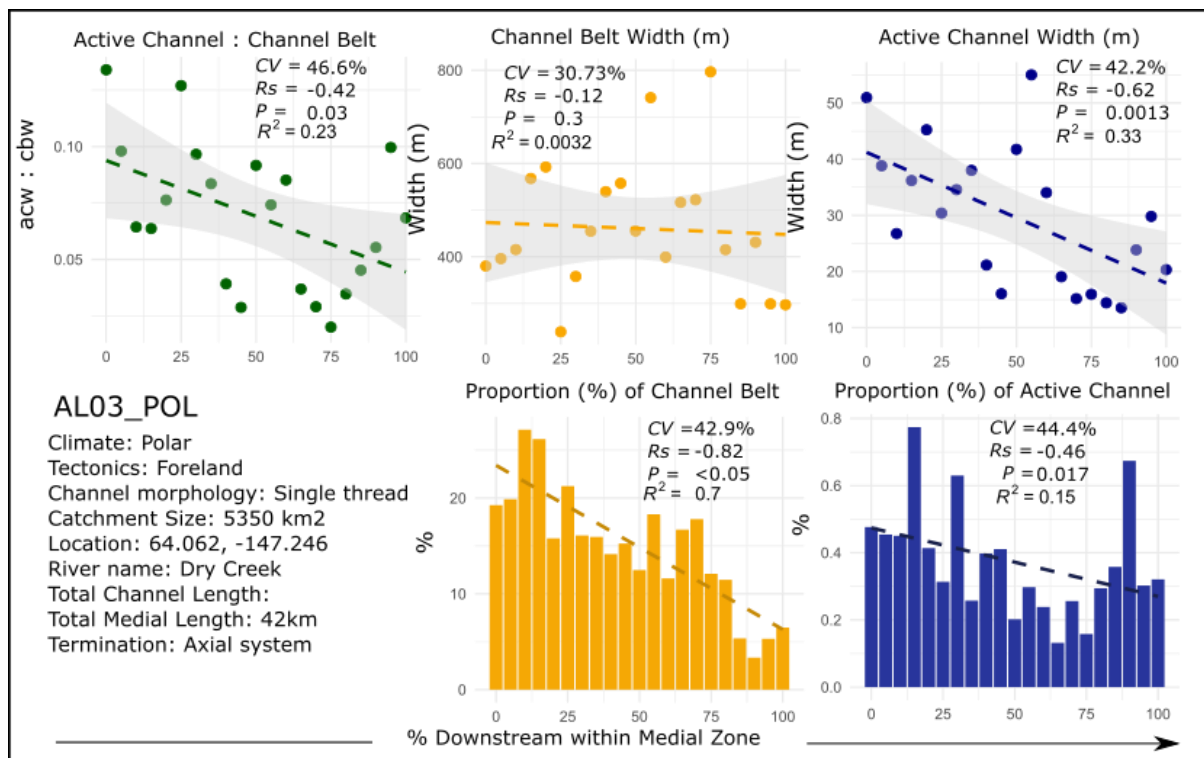 Active Channel : Channel Belt
CV = 46.6%
Rs = -0.42
P = 0.03
R² = 0.23
acw : cbw
0.10
0.05
0 25 50 75 100
Channel Belt Width (m)
CV = 30.73%
Rs = -0.12
P = 0.3
R² = 0.0032
Width (m)
800
600
400
0 25 50 75 100
Active Channel Width (m)
CV = 42.2%
Rs = -0.62
P = 0.0013
R² = 0.33
Width (m)
50
40
30
20
10
0 25 50 75 100
AL03_POL
Climate: Polar
Tectonics: Foreland
Channel morphology: Single thread
Catchment Size: 5350 km2
Location: 64.062, -147.246
River name: Dry Creek
Total Channel Length:
Total Medial Length: 42km
Termination: Axial system
Proportion (%) of Channel Belt
CV =42.9%
Rs = -0.82
P = <0.05
R² = 0.7
%
20
10
0
0 25 50 75 100
Proportion (%) of Active Channel
CV =44.4%
Rs = -0.46
P = 0.017
R² = 0.15
%
0.8
0.6
0.4
0.2
0.0
0 25 50 75 100
% Downstream within Medial Zone